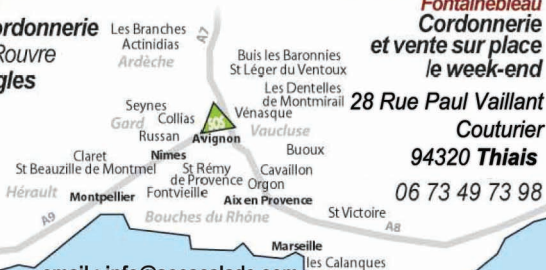 Fontainebleau
ordonnerie
Rouvre
gles
Cordonnerie
et vente sur place
le week-end
28 Rue Paul Vaillant
Couturier
94320 Thiais
06 73 49 73 98
A7
Les Branches
Actinidias
Ardèche
Buis les Baronnies
St Léger du Ventoux
Les Dentelles
de Montmirail
Seynes
Collias
Gard
Russan
SOS
Vénasque
Avignon
Vaucluse
Nîmes
Buoux
Claret
St Beauzille de Montmel
Hérault
Montpellier
St Rémy
de Provence
Fontvieille
Cavaillon
Orgon
Aix en Provence
Bouches du Rhône
St Victoire
A9
A8
Marseille
les Calanques